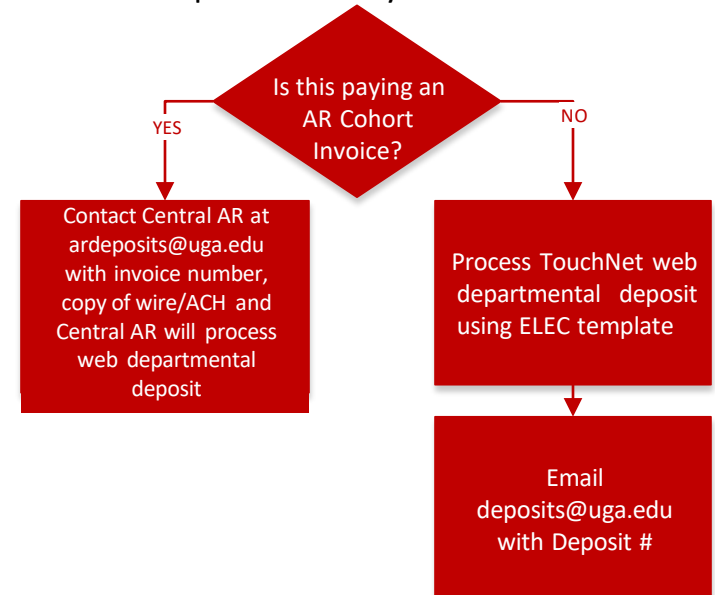 Is this paying an
AR Cohort
Invoice?
YES
NO
Contact Central AR at
ardeposits@uga.edu
with invoice number,
copy of wire/ACH and
Central AR will process
web departmental
deposit
Process TouchNet web
departmental deposit
using ELEC template
Email
deposits@uga.edu
with Deposit #